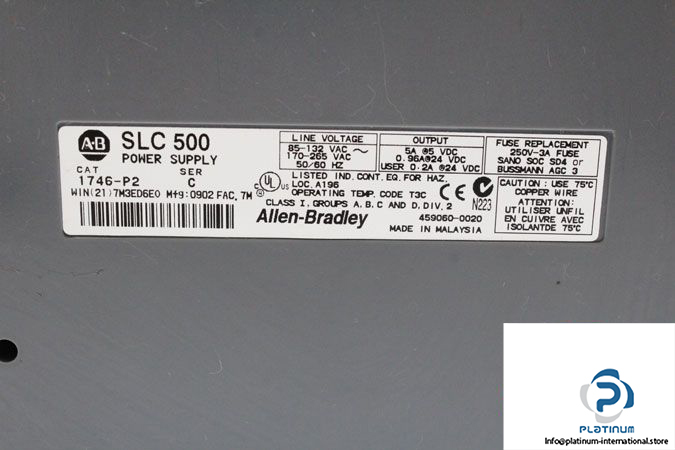 A-B
SLC 500
POWER SUPPLY
CAT SER
1746-P2 C
WIN(21)7M3ED6E0 M+9:0902 FAC. 7M
LINE VOLTAGE
85-132 VAC ~
170-265 VAC
50/60 HZ
OUTPUT
5A @5 VDC
0.96A@24 VDC
USER 0.2A @24 VDC
FUSE REPLACEMENT
250V-3A FUSE
SANO SOC SD4 or
BUSSMANN AGC 3
C UL US
LISTED IND. CONT. EQ. FOR HAZ.
LOC. A196
OPERATING TEMP. CODE T3C
CLASS I, GROUPS A, B, C AND D, DIV. 2
N223
CAUTION: USE 75°C
COPPER WIRE
ATTENTION:
UTILISER UNFIL
EN CUIVRE AVEC
ISOLANTDE 75°C
Allen-Bradley
459060-0020
MADE IN MALAYSIA
PLATINUM
Info@platinum-international.store